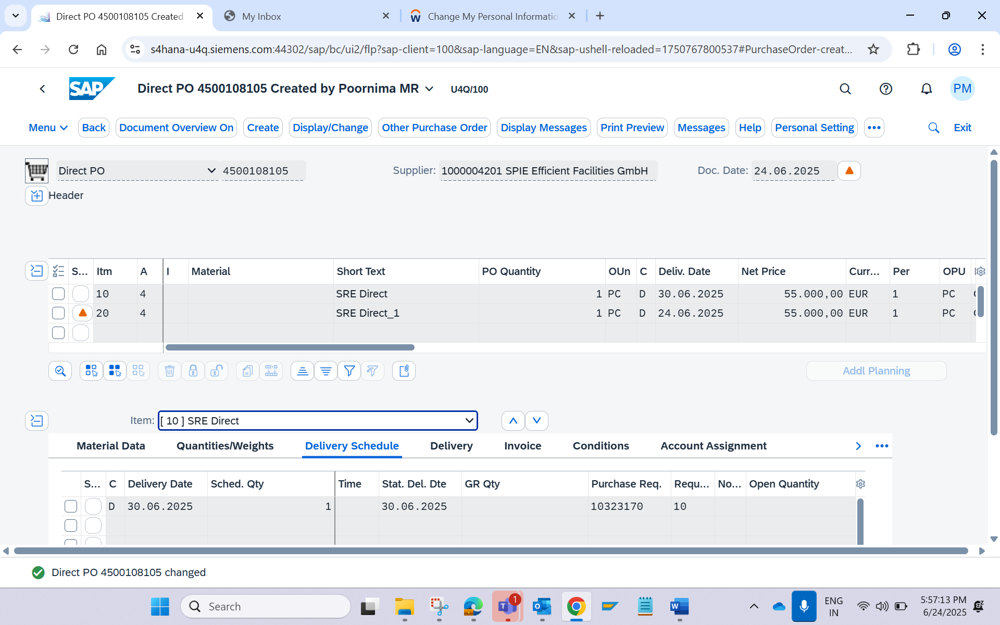 Direct PO 4500108105 Created
My Inbox
Change My Personal Informatio
s4hana-u4q.siemens.com:44302/sap/bc/ui2/flp?sap-client=100&sap-language=EN&sap-ushell-reloaded=1750767800537#PurchaseOrder-creat...
SAP Direct PO 4500108105 Created by Poornima MR U4Q/100 PM
Menu Back Document Overview On Create Display/Change Other Purchase Order Display Messages Print Preview Messages Help Personal Setting ••• Exit
Direct PO 4500108105 Supplier: 1000004201 SPIE Efficient Facilities GmbH Doc. Date: 24.06.2025
Header
S... Itm A I Material Short Text PO Quantity OUn C Deliv. Date Net Price Curr... Per OPU
10 4 SRE Direct 1 PC D 30.06.2025 55.000,00 EUR 1 PC
20 4 SRE Direct_1 1 PC D 24.06.2025 55.000,00 EUR 1 PC
Addl Planning
Item: [ 10 ] SRE Direct
Material Data Quantities/Weights Delivery Schedule Delivery Invoice Conditions Account Assignment •••
S... C Delivery Date Sched. Qty Time Stat. Del. Dte GR Qty Purchase Req. Requ... No... Open Quantity
D 30.06.2025 1 30.06.2025 10323170 10
Direct PO 4500108105 changed
Search
1
ENG
IN
5:57:13 PM
6/24/2025